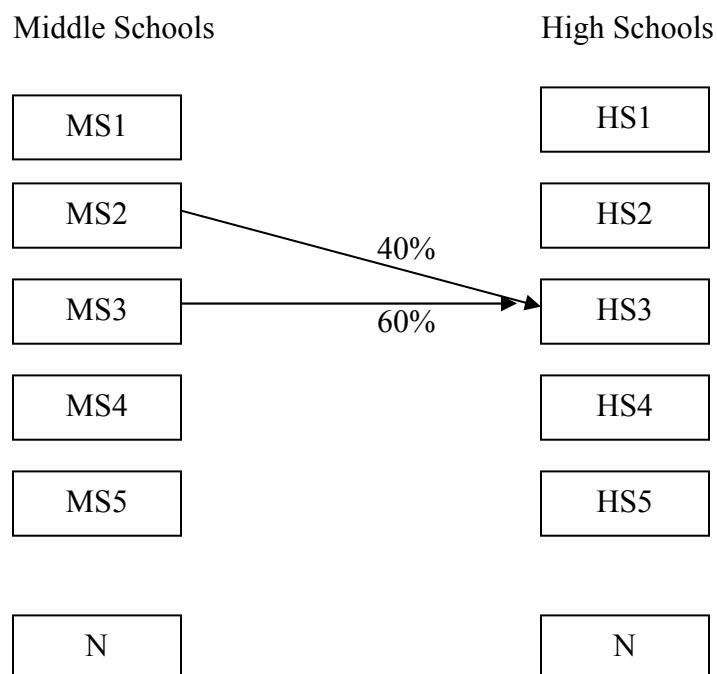 Middle Schools High Schools
MS1 HS1
MS2 HS2
40%
MS3 HS3
60%
MS4 HS4
MS5 HS5
N N